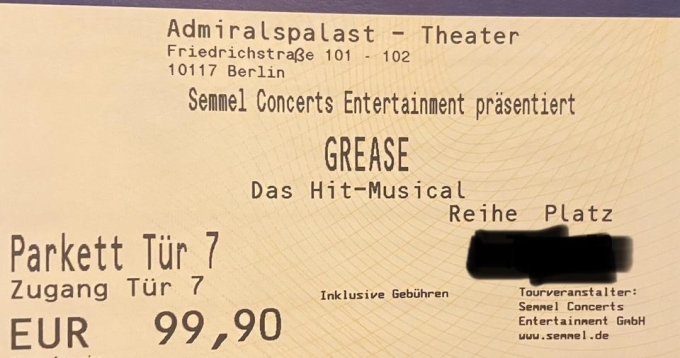 Admiralspalast - Theater
Friedrichstraße 101 - 102
10117 Berlin
Semmel Concerts Entertainment präsentiert
GREASE
Das Hit-Musical
Reihe Platz
Parkett Tür 7
Zugang Tür 7
Inklusive Gebühren
EUR 99,90
Tourveranstalter:
Semmel Concerts
Entertainment GmbH
www.semmel.de